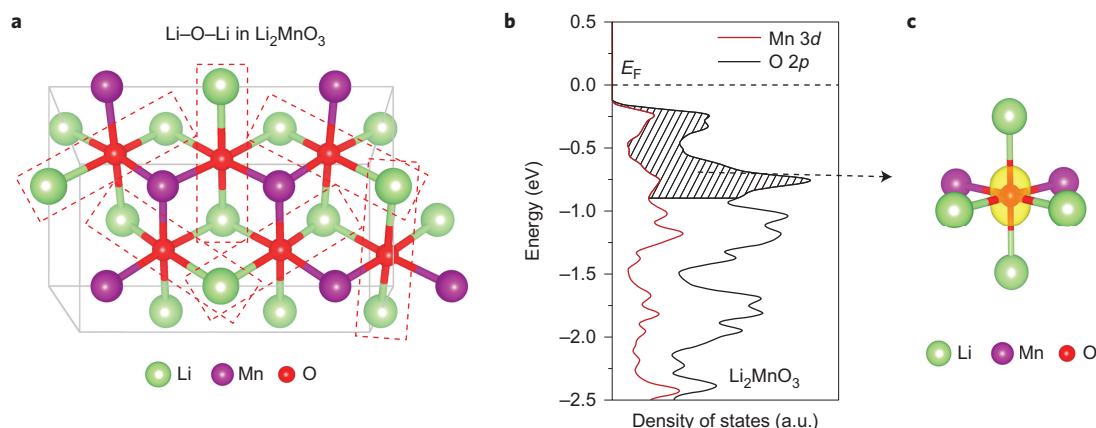 a
Li–O–Li in Li₂MnO₃
Li Mn O
b
0.5
0.0
–0.5
–1.0
–1.5
–2.0
–2.5
Energy (eV)
Mn 3d
O 2p
E_F
Li₂MnO₃
Density of states (a.u.)
c
Li Mn O